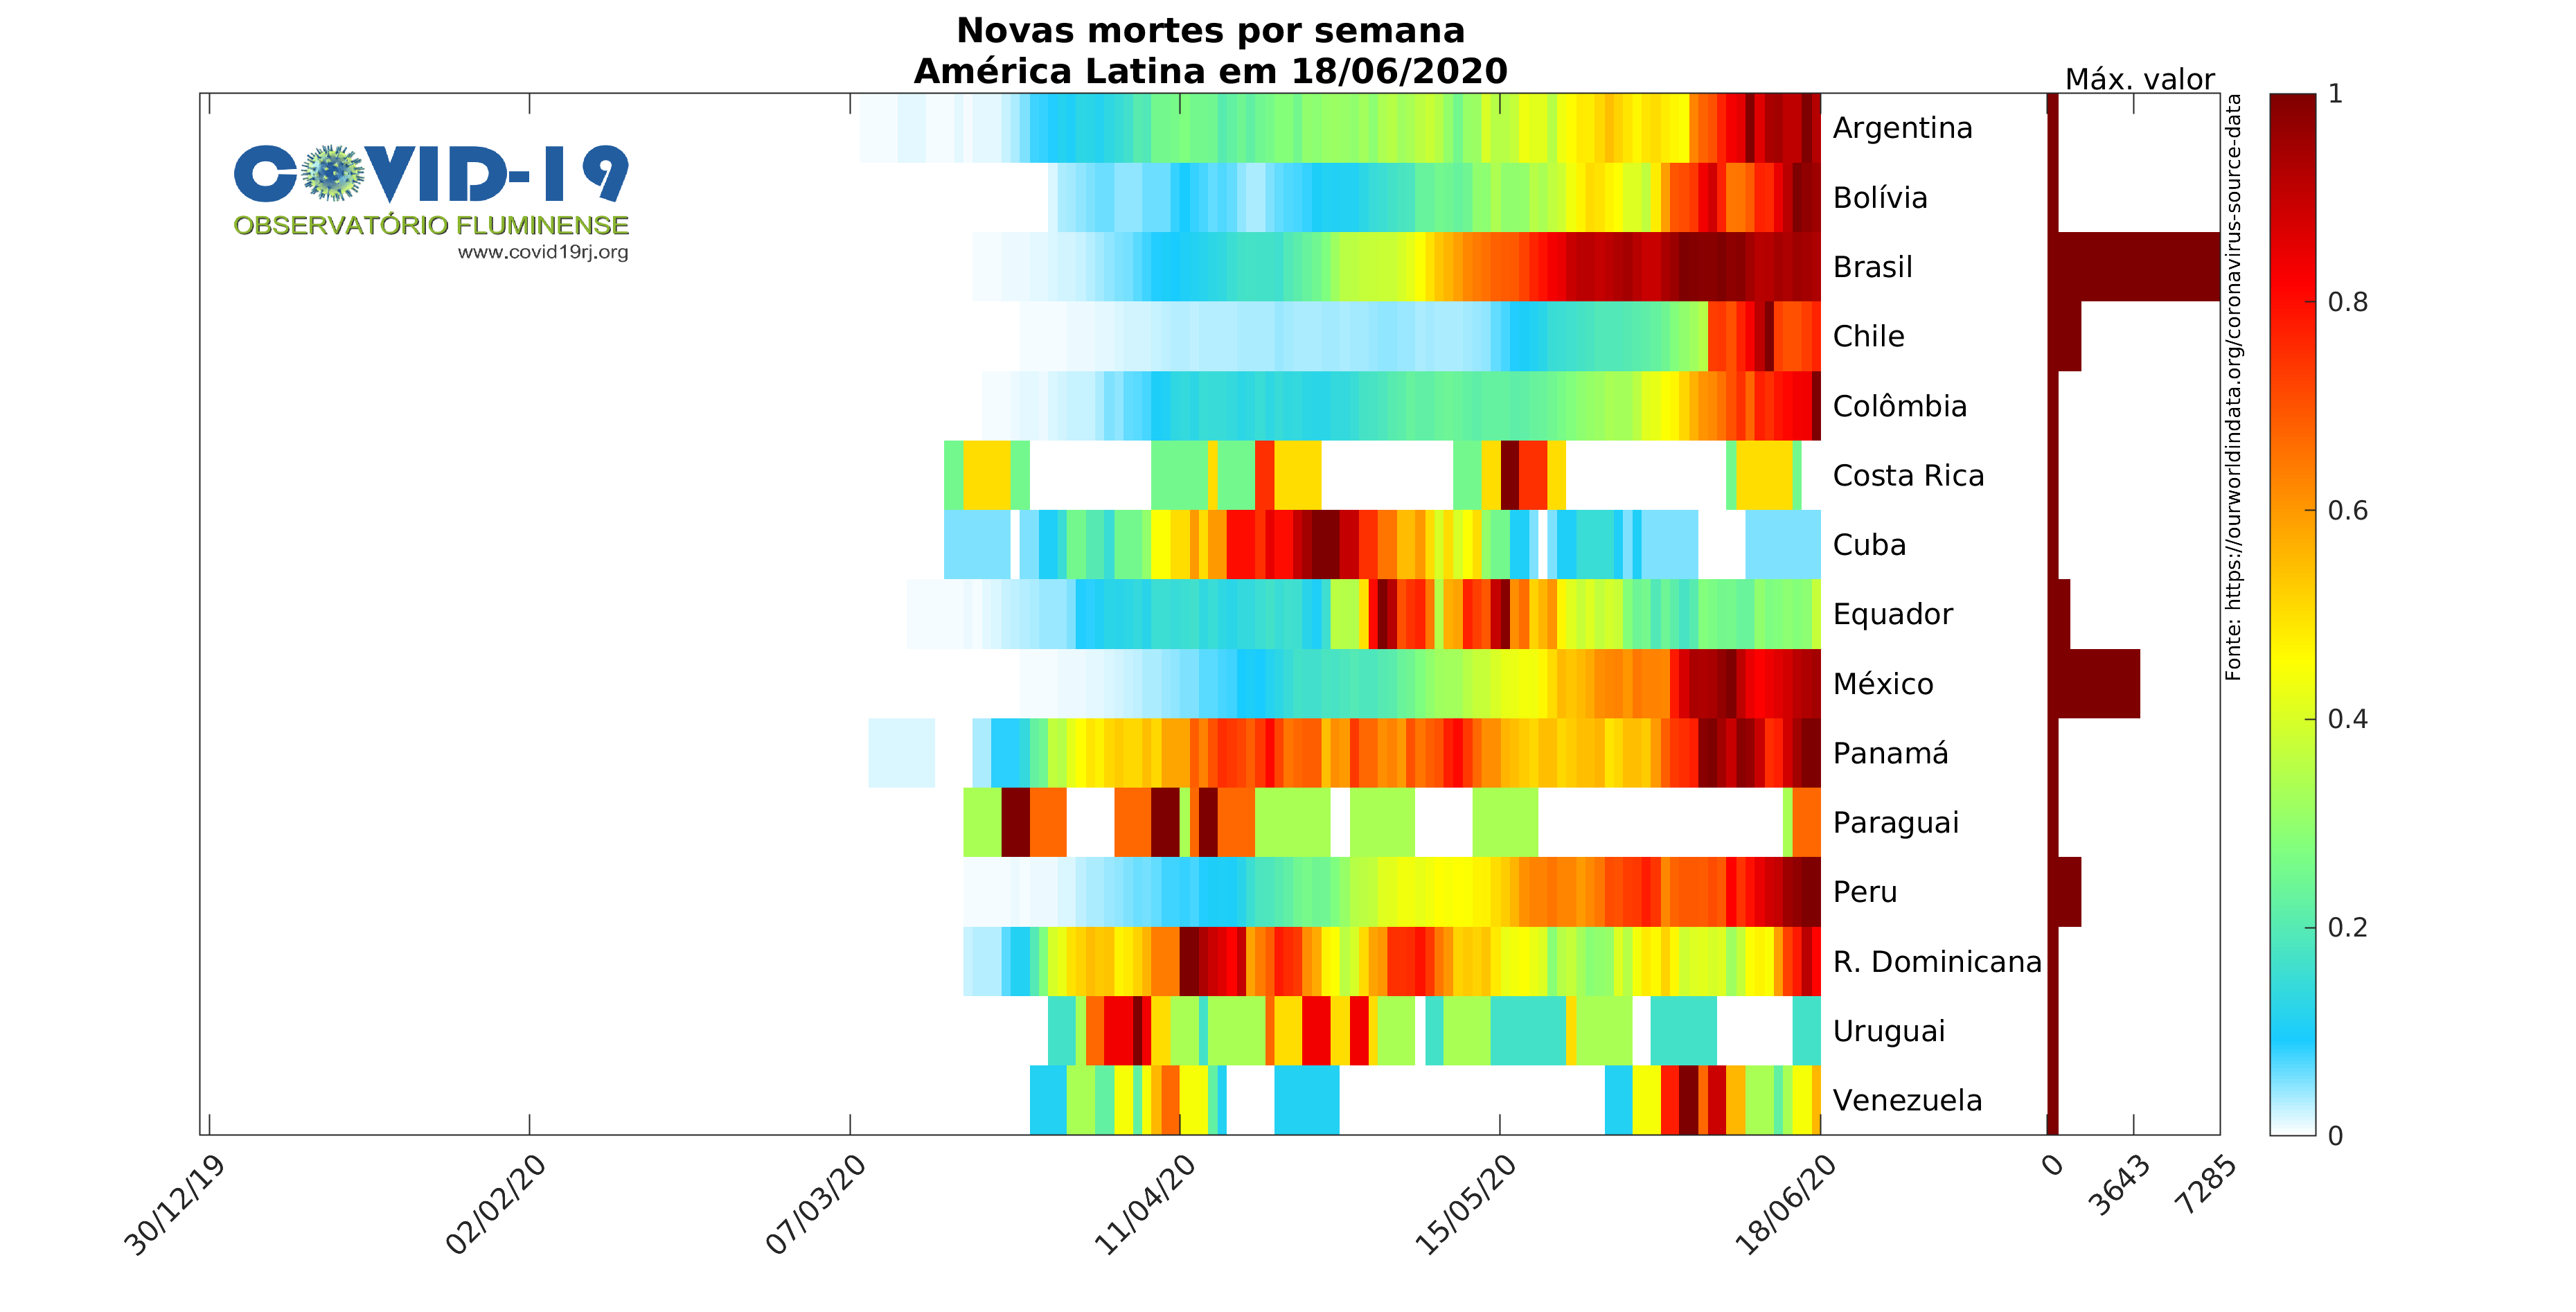 Novas mortes por semana
América Latina em 18/06/2020
Máx. valor
COVID-19
OBSERVATÓRIO FLUMINENSE
www.covid19rj.org
Argentina
Bolívia
Brasil
Chile
Colômbia
Costa Rica
Cuba
Equador
México
Panamá
Paraguai
Peru
R. Dominicana
Uruguai
Venezuela
Fonte: https://ourworldindata.org/coronavirus-source-data
1
0.8
0.6
0.4
0.2
0
30/12/19
02/02/20
07/03/20
11/04/20
15/05/20
18/06/20
0
3643
7285